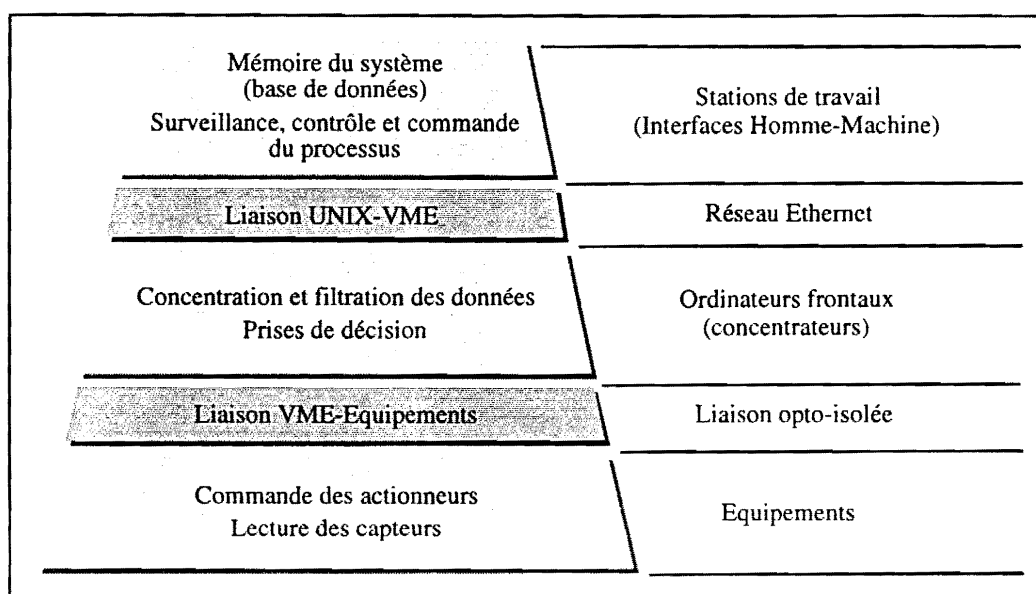 Mémoire du système
(base de données)
Surveillance, contrôle et commande
du processus
Stations de travail
(Interfaces Homme-Machine)
Liaison UNIX-VME
Réseau Ethernet
Concentration et filtration des données
Prises de décision
Ordinateurs frontaux
(concentrateurs)
Liaison VME-Equipements
Liaison opto-isolée
Commande des actionneurs
Lecture des capteurs
Equipements